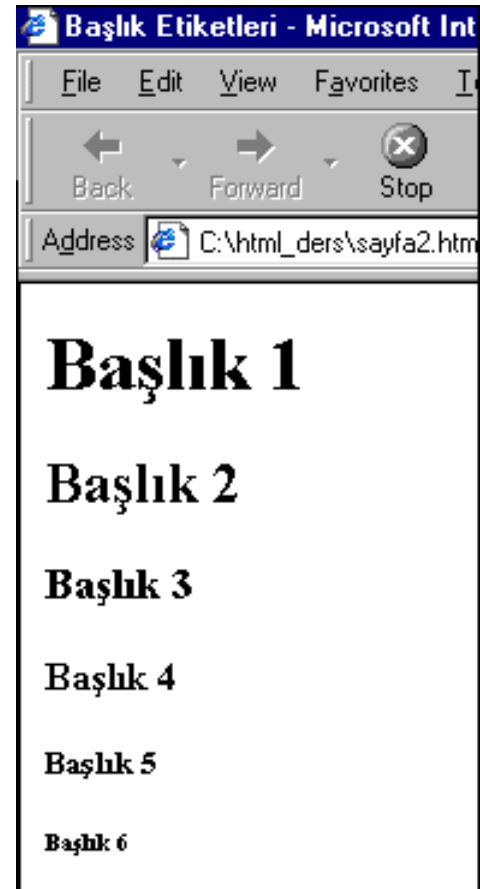 Başlık Etiketleri - Microsoft Int
File Edit View Favorites
Back Forward Stop
Address C:\html_ders\sayfa2.htm
Başlık 1
Başlık 2
Başlık 3
Başlık 4
Başlık 5
Başlık 6